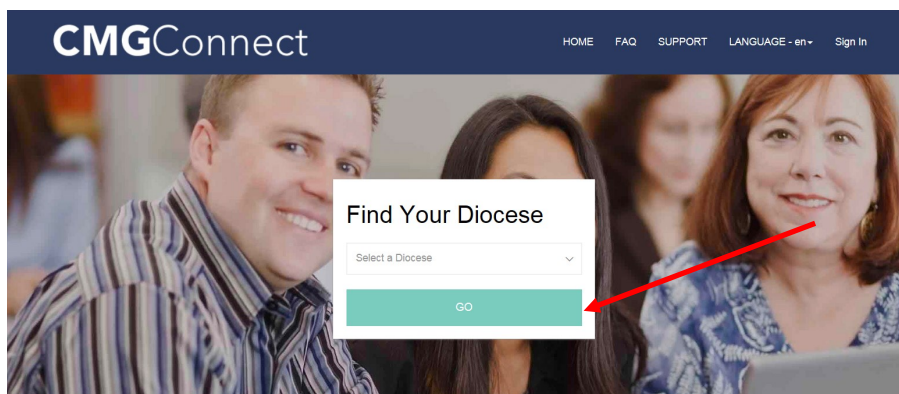 CMGConnect
HOME FAQ SUPPORT LANGUAGE - en Sign In
Find Your Diocese
Select a Diocese
GO